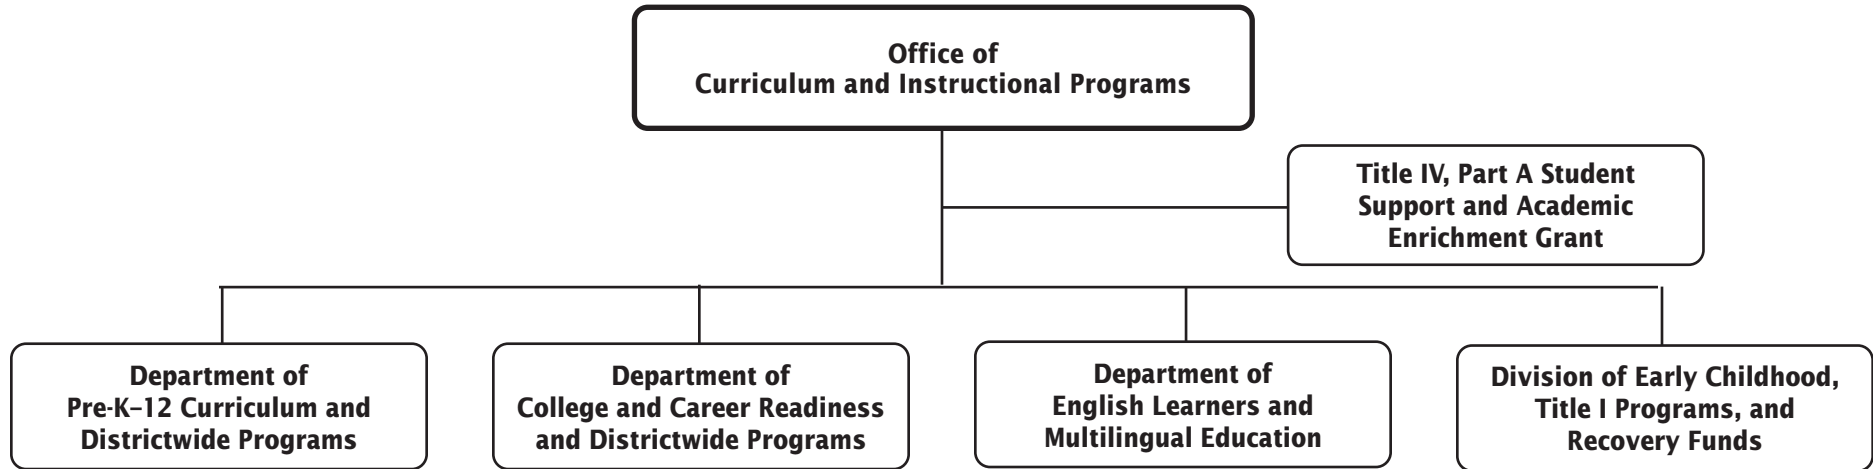 Office of
Curriculum and Instructional Programs
Title IV, Part A Student
Support and Academic
Enrichment Grant
Department of
Pre-K–12 Curriculum and
Districtwide Programs
Department of
College and Career Readiness
and Districtwide Programs
Department of
English Learners and
Multilingual Education
Division of Early Childhood,
Title I Programs, and
Recovery Funds